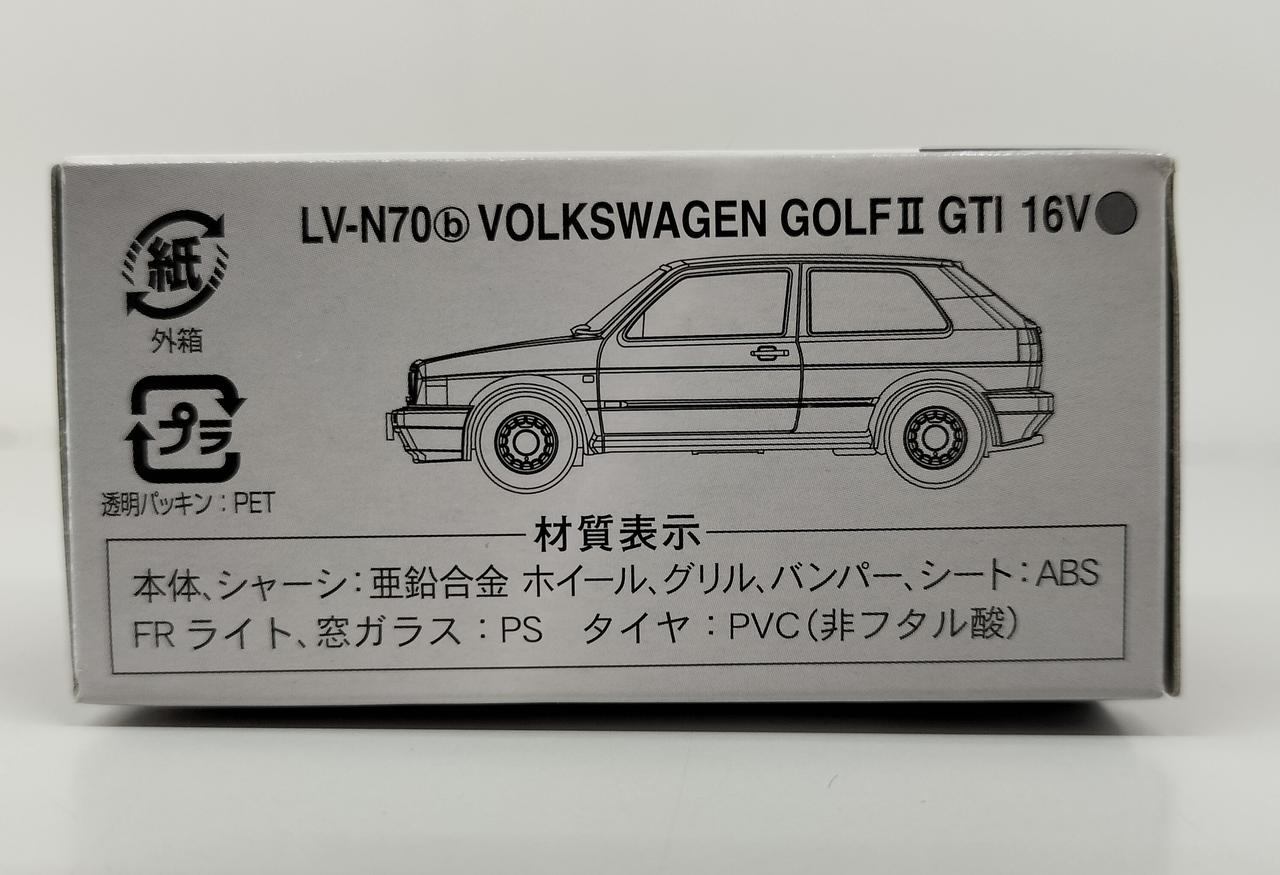 LV-N70ⓑ VOLKSWAGEN GOLFⅡ GTI 16V
紙
外箱
プラ
透明パッキン：PET
材質表示
本体、シャーシ：亜鉛合金 ホイール、グリル、バンパー、シート：ABS
FRライト、窓ガラス：PS　タイヤ：PVC（非フタル酸）